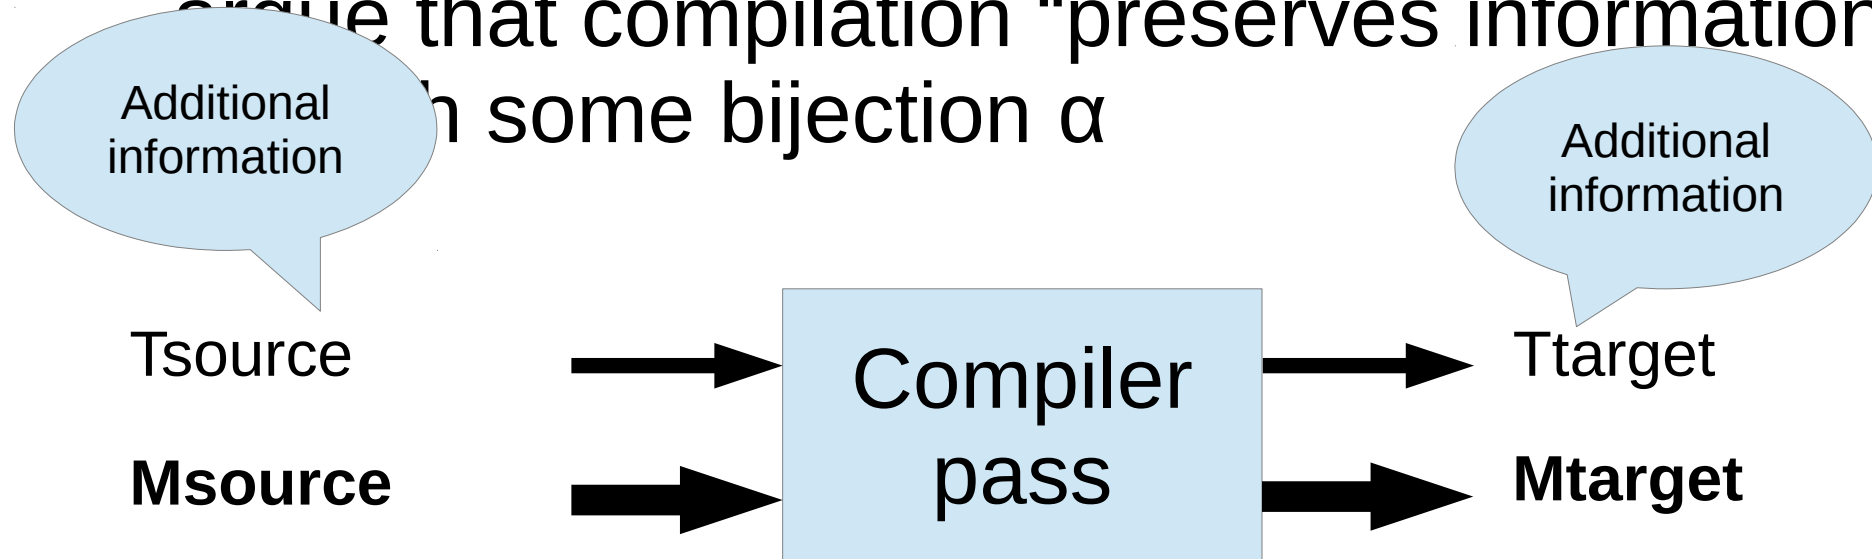 argue that compilation “preserves information
some bijection α
Additional
information
Additional
information
Tsource
Compiler
pass
Ttarget
Msource
Mtarget